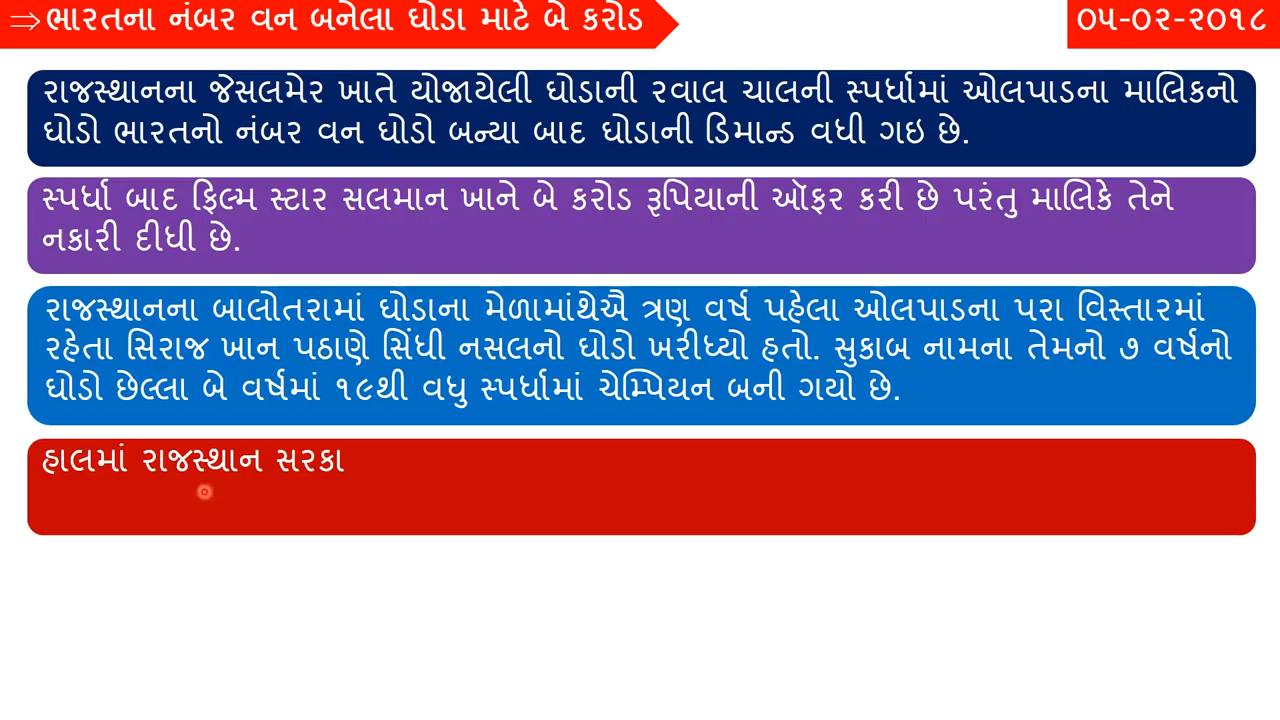 ⇒ ભારતના નંબર વન બનેલા ઘોડા માટે બે કરોડ
૦૫-૦૨-૨૦૧૮
રાજસ્થાનના જેસલમેર ખાતે યોજાયેલી ઘોડાની રવાલ ચાલની સ્પર્ધામાં ઓલપાડના માલિકનો
ઘોડો ભારતનો નંબર વન ઘોડો બન્યા બાદ ઘોડાની ડિમાન્ડ વધી ગઇ છે.
સ્પર્ધા બાદ ફિલ્મ સ્ટાર સલમાન ખાને બે કરોડ રૂપિયાની ઑફર કરી છે પરંતુ માલિકે તેને
નકારી દીધી છે.
રાજસ્થાનના બાલોતરામાં ઘોડાના મેળામાંથેઐ ત્રણ વર્ષ પહેલા ઓલપાડના પરા વિસ્તારમાં
રહેતા સિરાજ ખાન પઠાણે સિંધી નસલનો ઘોડો ખરીધ્યો હતો. સુકાબ નામના તેમનો ૭ વર્ષનો
ઘોડો છેલ્લા બે વર્ષમાં ૧૯થી વધુ સ્પર્ધામાં ચેમ્પિયન બની ગયો છે.
હાલમાં રાજસ્થાન સરકા